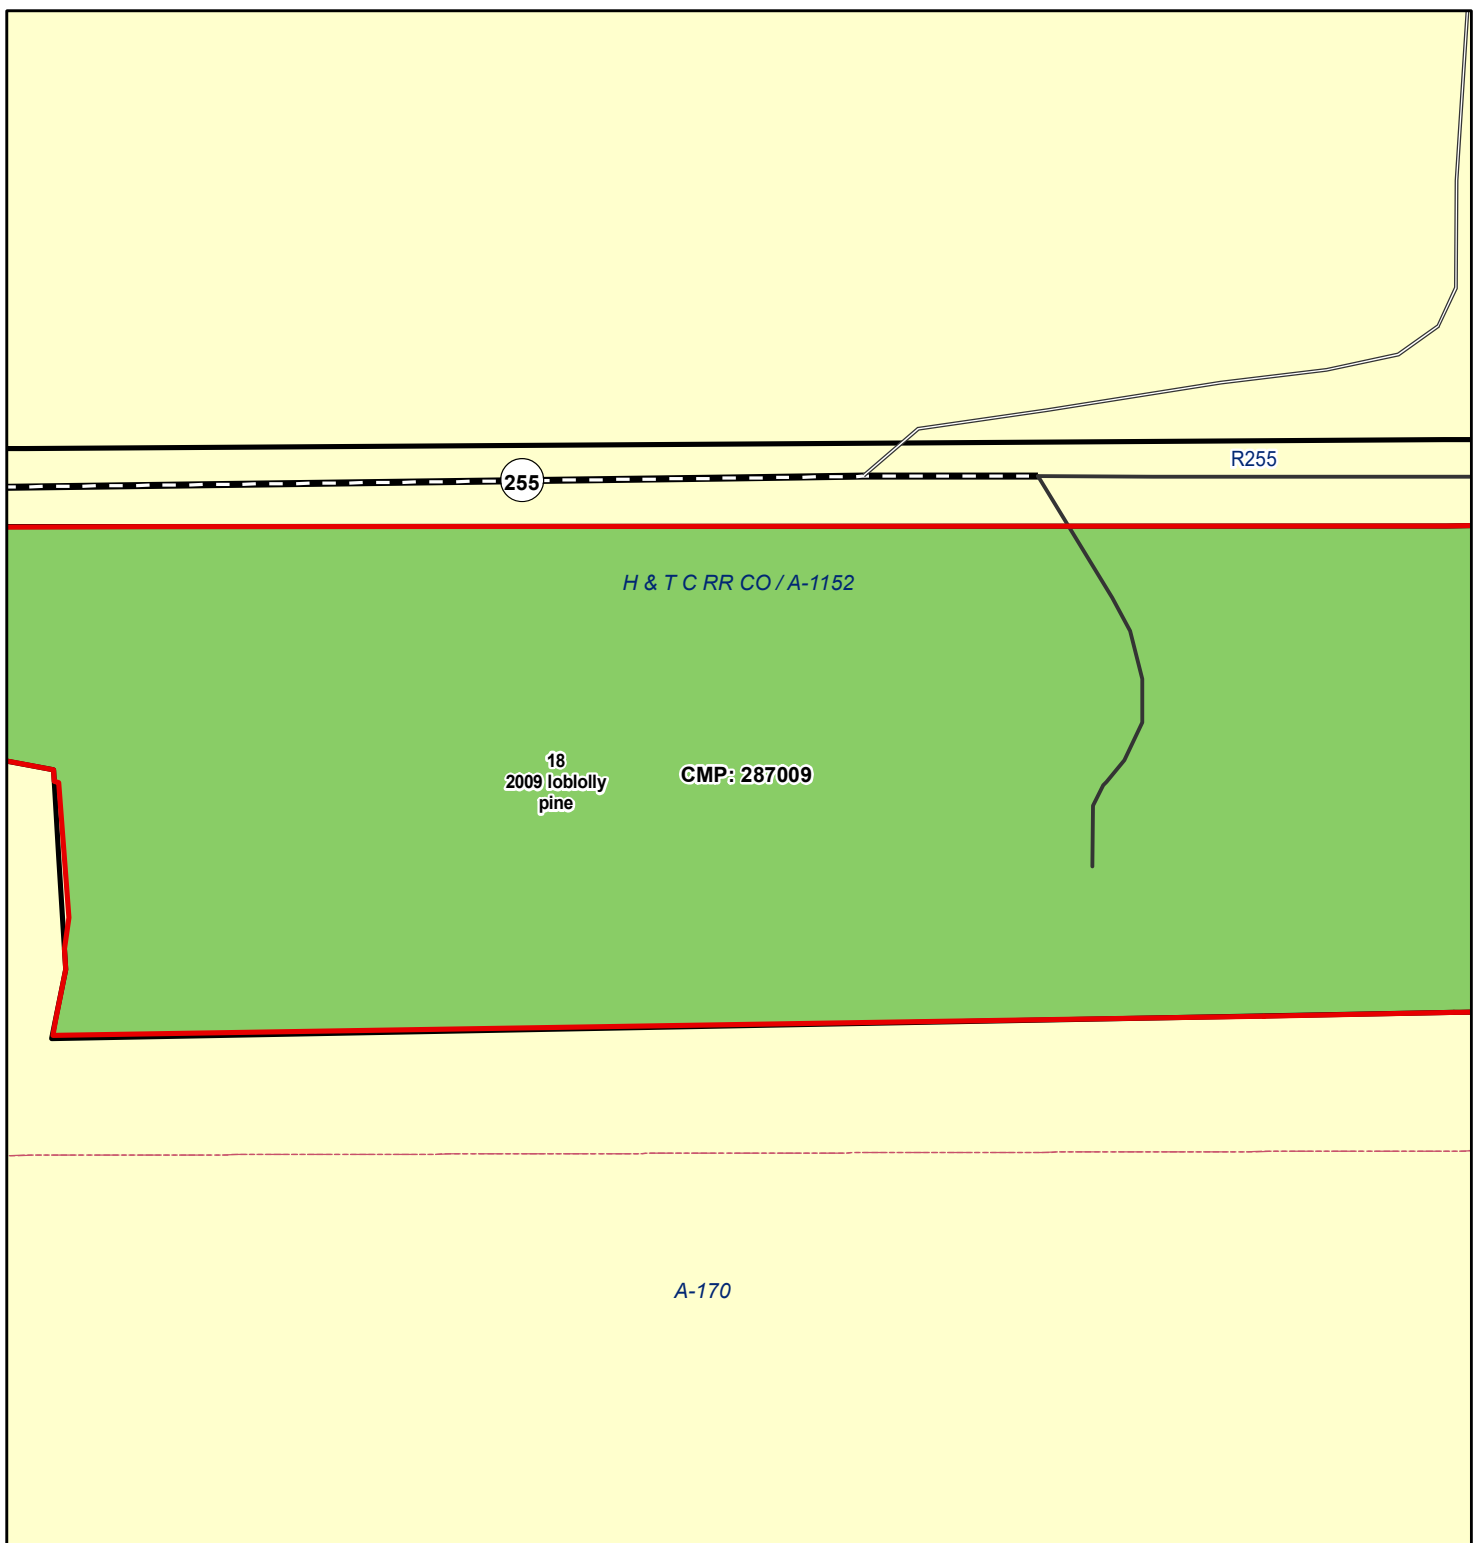 R255
255
H & T C RR CO / A-1152
18
2009 loblolly
pine
CMP: 287009
A-170